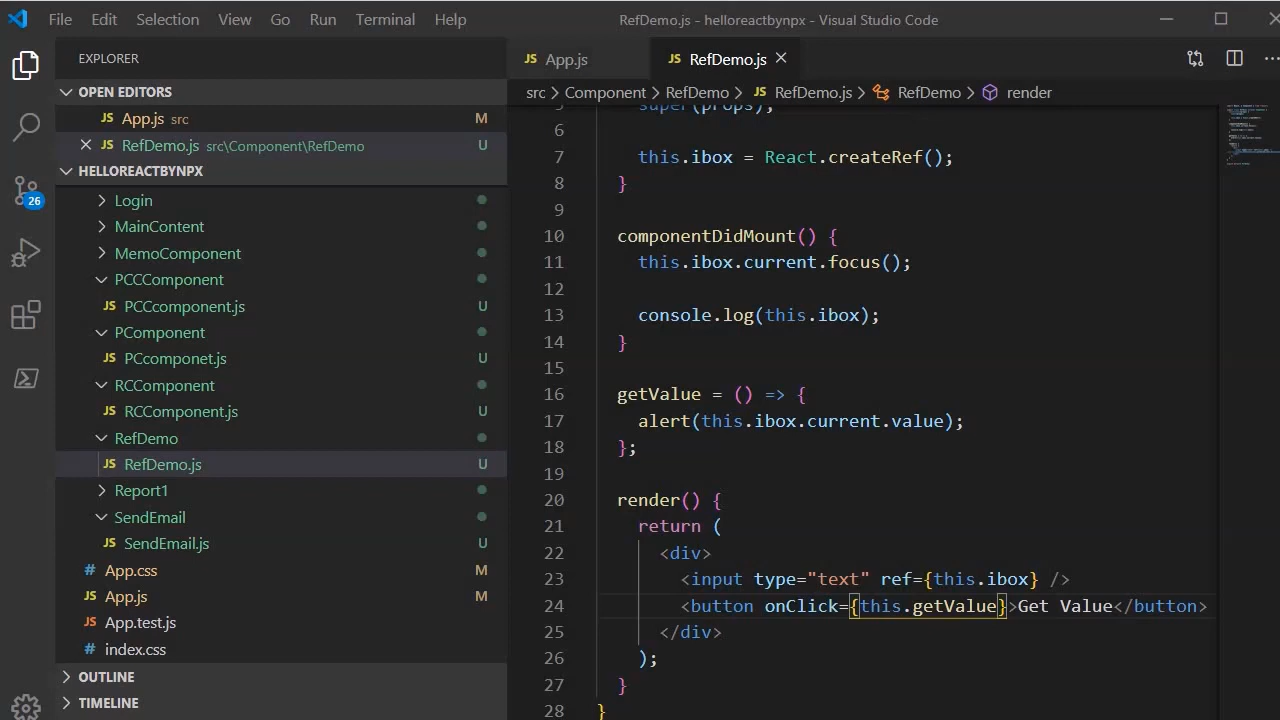 File Edit Selection View Go Run Terminal Help RefDemo.js - helloreactbynpx - Visual Studio Code
EXPLORER
OPEN EDITORS
JS App.js src M
JS RefDemo.js src\Component\RefDemo U
HELLOREACTBYNPX
Login
MainContent
MemoComponent
PCCComponent
JS PCCcomponent.js U
PComponent
JS PCcomponet.js U
RCComponent
JS RCComponent.js U
RefDemo
JS RefDemo.js U
Report1
SendEmail
JS SendEmail.js U
# App.css M
JS App.js M
JS App.test.js U
# index.css M
OUTLINE
TIMELINE
26
JS App.js JS RefDemo.js
src > Component > RefDemo > JS RefDemo.js > RefDemo > render
5 super(props);
6
7 this.ibox = React.createRef();
8 }
9
10 componentDidMount() {
11 this.ibox.current.focus();
12
13 console.log(this.ibox);
14 }
15
16 getValue = () => {
17 alert(this.ibox.current.value);
18 };
19
20 render() {
21 return (
22 <div>
23 <input type="text" ref={this.ibox} />
24 <button onClick={this.getValue}>Get Value</button>
25 </div>
26 );
27 }
28 }